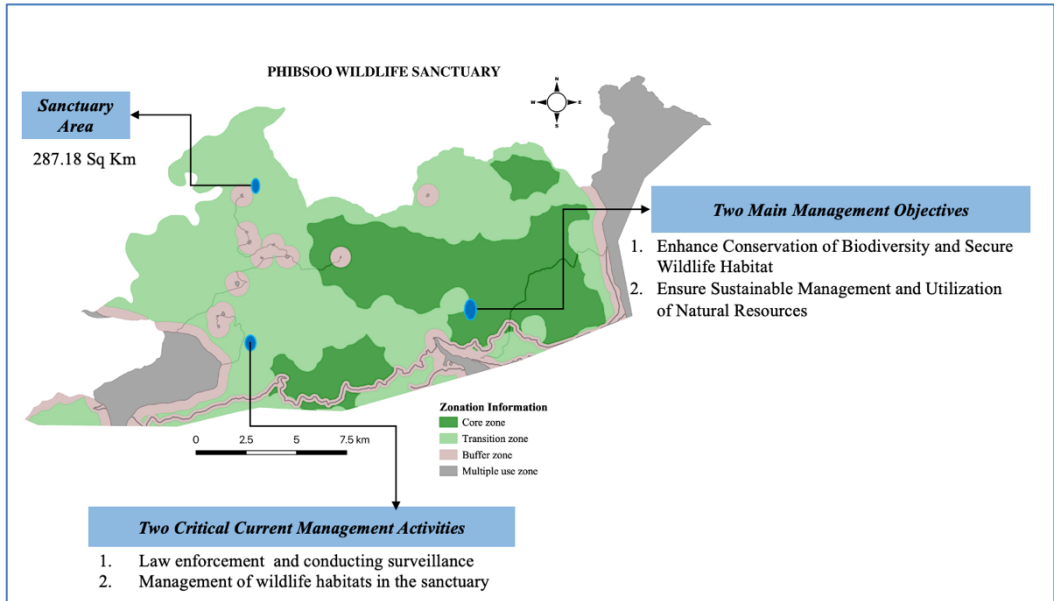 PHIBSOO WILDLIFE SANCTUARY
N
W
E
S
Sanctuary
Area
287.18 Sq Km
Two Main Management Objectives
1. Enhance Conservation of Biodiversity and Secure
Wildlife Habitat
2. Ensure Sustainable Management and Utilization
of Natural Resources
Zonation Information
Core zone
Transition zone
Buffer zone
Multiple use zone
0 2.5 5 7.5 km
Two Critical Current Management Activities
1. Law enforcement and conducting surveillance
2. Management of wildlife habitats in the sanctuary